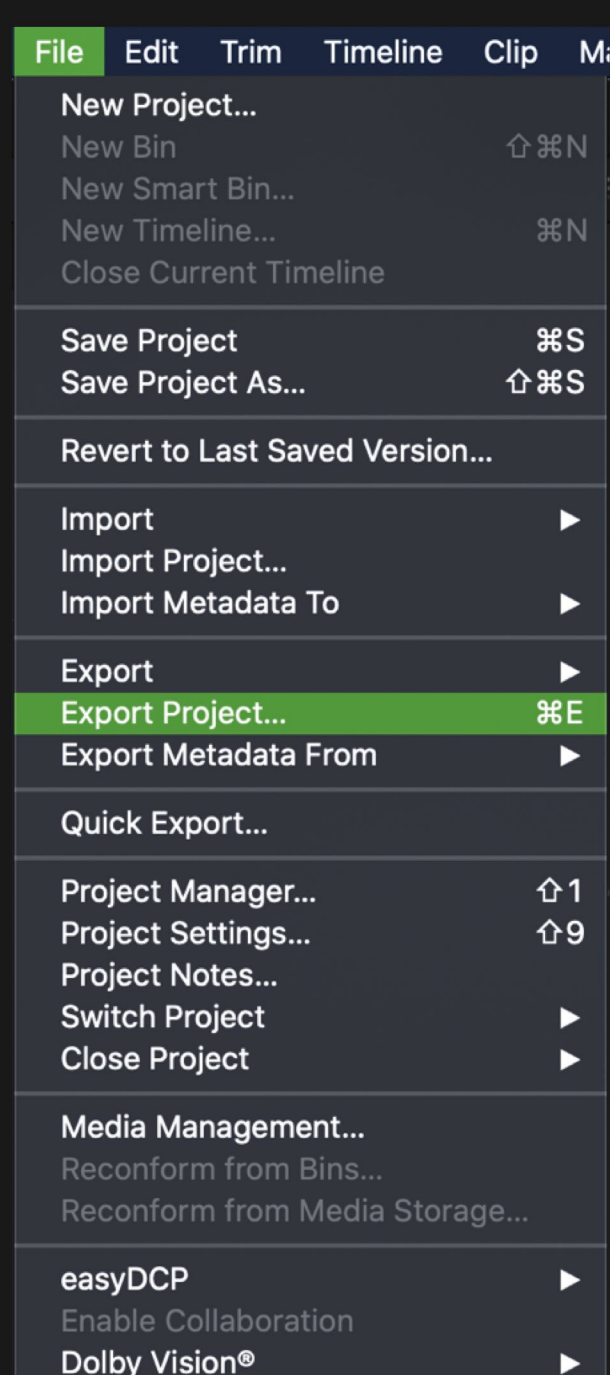 File Edit Trim Timeline Clip
New Project...
New Bin ⇧⌘N
New Smart Bin...
New Timeline... ⌘N
Close Current Timeline
Save Project ⌘S
Save Project As... ⇧⌘S
Revert to Last Saved Version...
Import ▶
Import Project...
Import Metadata To ▶
Export ▶
Export Project... ⌘E
Export Metadata From ▶
Quick Export...
Project Manager... ⇧1
Project Settings... ⇧9
Project Notes...
Switch Project ▶
Close Project ▶
Media Management...
Reconform from Bins...
Reconform from Media Storage...
easyDCP ▶
Enable Collaboration
Dolby Vision® ▶